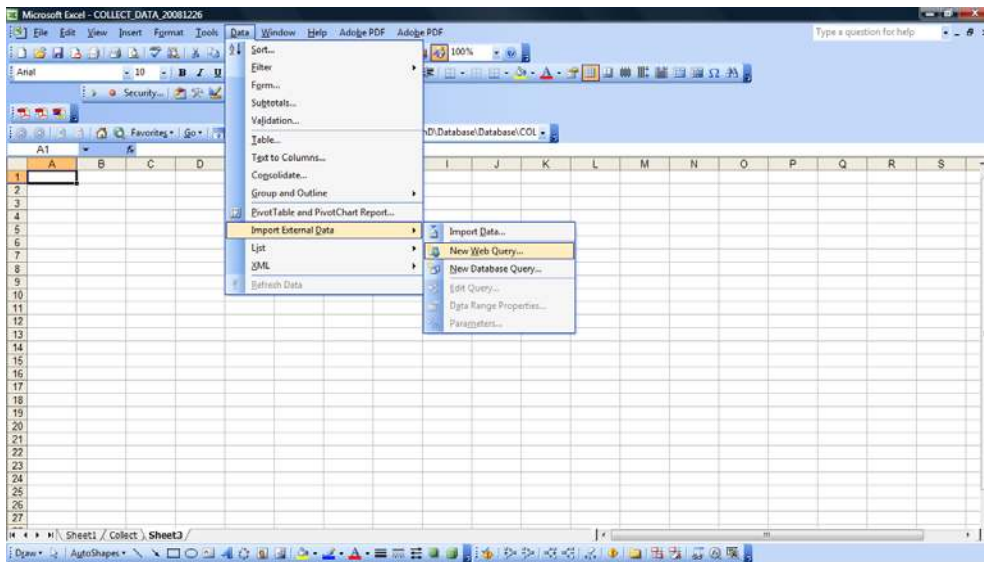 Microsoft Excel - COLLECT_DATA_20081226
File Edit View Insert Format Tools Data Window Help Adobe PDF Adobe PDF
Type a question for help
100%
Arial 10 B I U
Security...
Favorites Go
\Database\Database\COL
A1 fx
A B C D I J K L M N O P Q R S
Sort...
Filter
Form...
Subtotals...
Validation...
Table...
Text to Columns...
Consolidate...
Group and Outline
PivotTable and PivotChart Report...
Import External Data
List
XML
Refresh Data
Import Data...
New Web Query...
New Database Query...
Edit Query...
Data Range Properties...
Parameters...
1
2
3
4
5
6
7
8
9
10
11
12
13
14
15
16
17
18
19
20
21
22
23
24
25
26
27
Sheet1 / Collect \ Sheet3 /
Draw AutoShapes